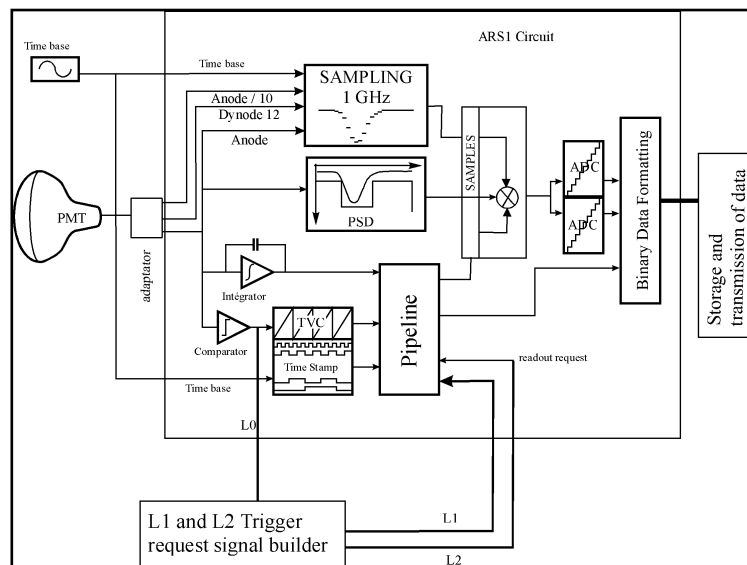 ARS1 Circuit
Time base
Time base
SAMPLING
1 GHz
Anode / 10
Dynode 12
Anode
SAMPLES
ADC
ADC
Binary Data Formatting
Storage and
transmission of data
PMT
adaptator
PSD
Intégrator
Pipeline
TVC
Comparator
Time Stamp
readout request
Time base
L0
L1 and L2 Trigger
request signal builder
L1
L2